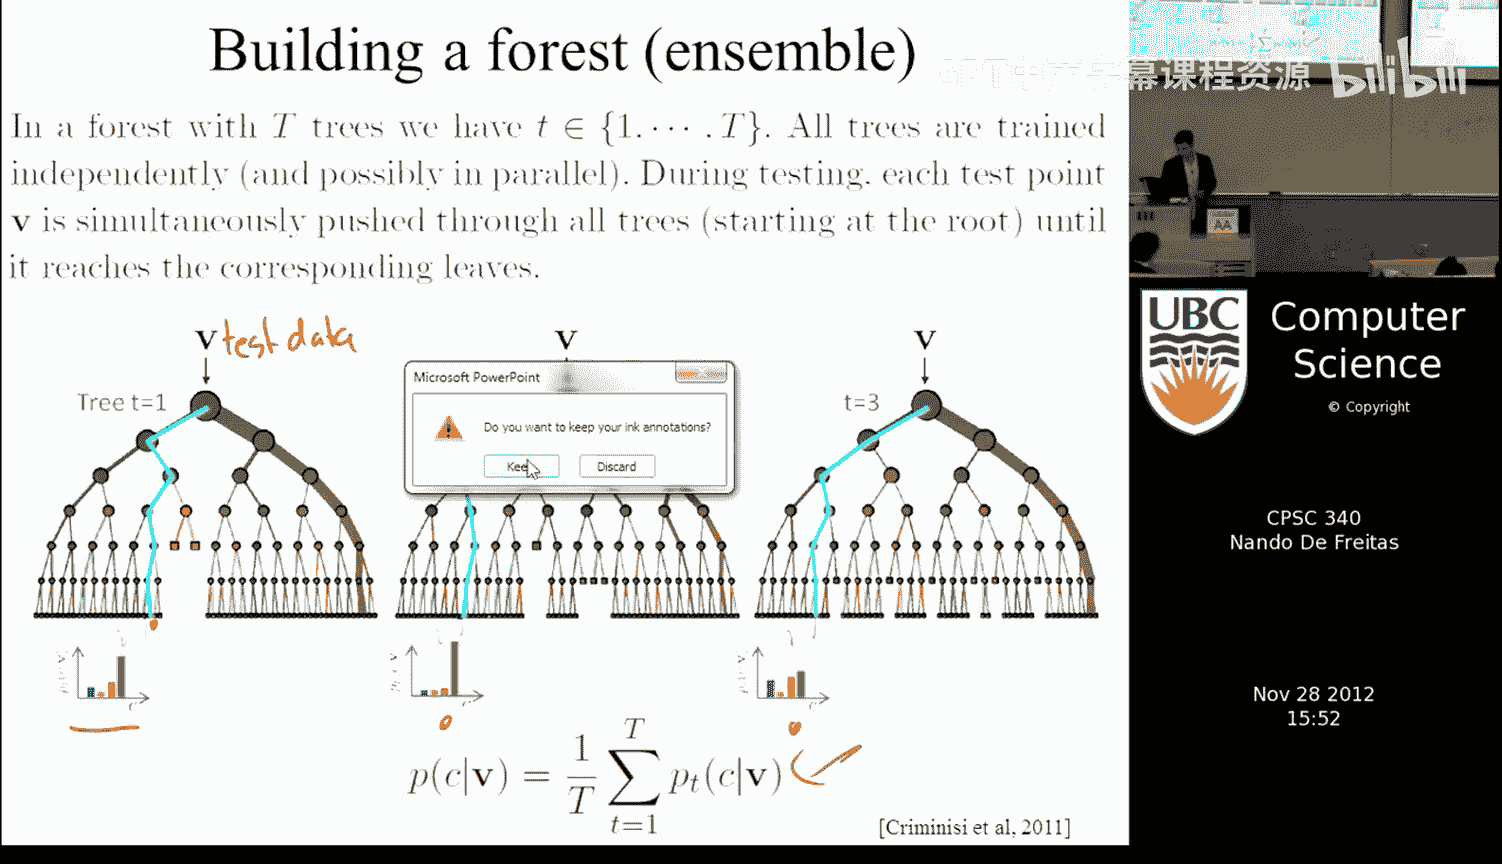 Building a forest (ensemble)
In a forest with T trees we have t ∈ {1. · · · . T}. All trees are trained
independently (and possibly in parallel). During testing, each test point
v is simultaneously pushed through all trees (starting at the root) until
it reaches the corresponding leaves.
v test data
v
v
Tree t=1
t=3
Microsoft PowerPoint
Do you want to keep your ink annotations?
Keep
Discard
p(c|v) = 1/T ∑ t=1 T pt(c|v)
[Criminisi et al, 2011]
幕课程资源 bilibili
AA
UBC
Computer
Science
© Copyright
CPSC 340
Nando De Freitas
Nov 28 2012
15:52